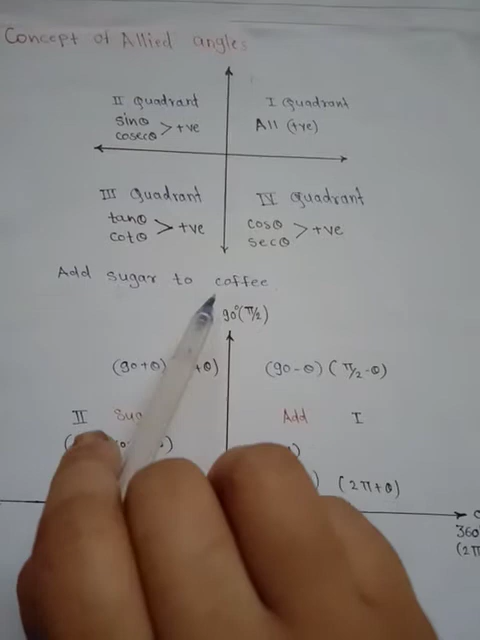 Concept of Allied angles
II Quadrant
sinθ
cosecθ > +ve
I Quadrant
All (+ve)
III Quadrant
tanθ
cotθ > +ve
IV Quadrant
cosθ
secθ > +ve
Add sugar to coffee
90°(π/2)
(90+θ) +θ)
(90-θ) (π/2-θ)
II
Add I
(2π+θ)
360
(2π